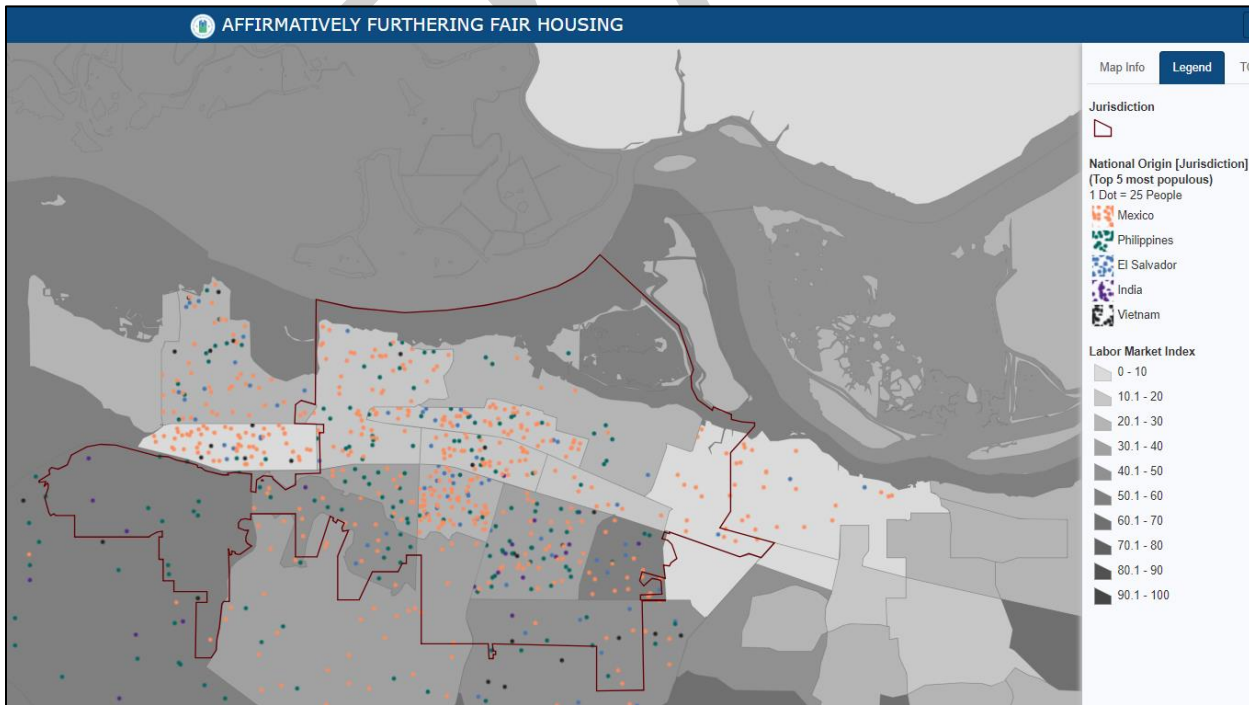 AFFIRMATIVELY FURTHERING FAIR HOUSING
Map Info Legend
Jurisdiction
National Origin [Jurisdiction]
(Top 5 most populous)
1 Dot = 25 People
Mexico
Philippines
El Salvador
India
Vietnam
Labor Market Index
0 - 10
10.1 - 20
20.1 - 30
30.1 - 40
40.1 - 50
50.1 - 60
60.1 - 70
70.1 - 80
80.1 - 90
90.1 - 100